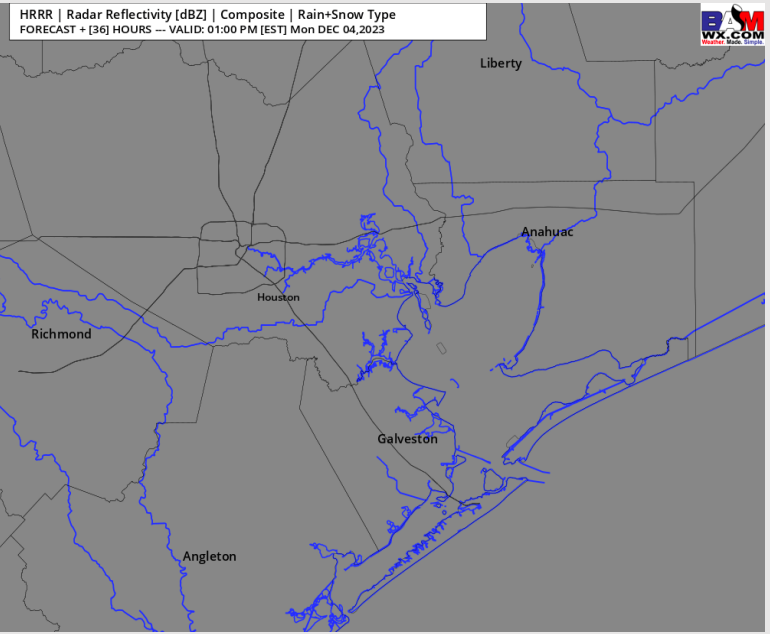 HRRR | Radar Reflectivity [dBZ] | Composite | Rain+Snow Type
FORECAST + [36] HOURS --- VALID: 01:00 PM [EST] Mon DEC 04,2023
BAM
WX.COM
Weather. Made. Simple.
Liberty
Anahuac
Houston
Richmond
Galveston
Angleton